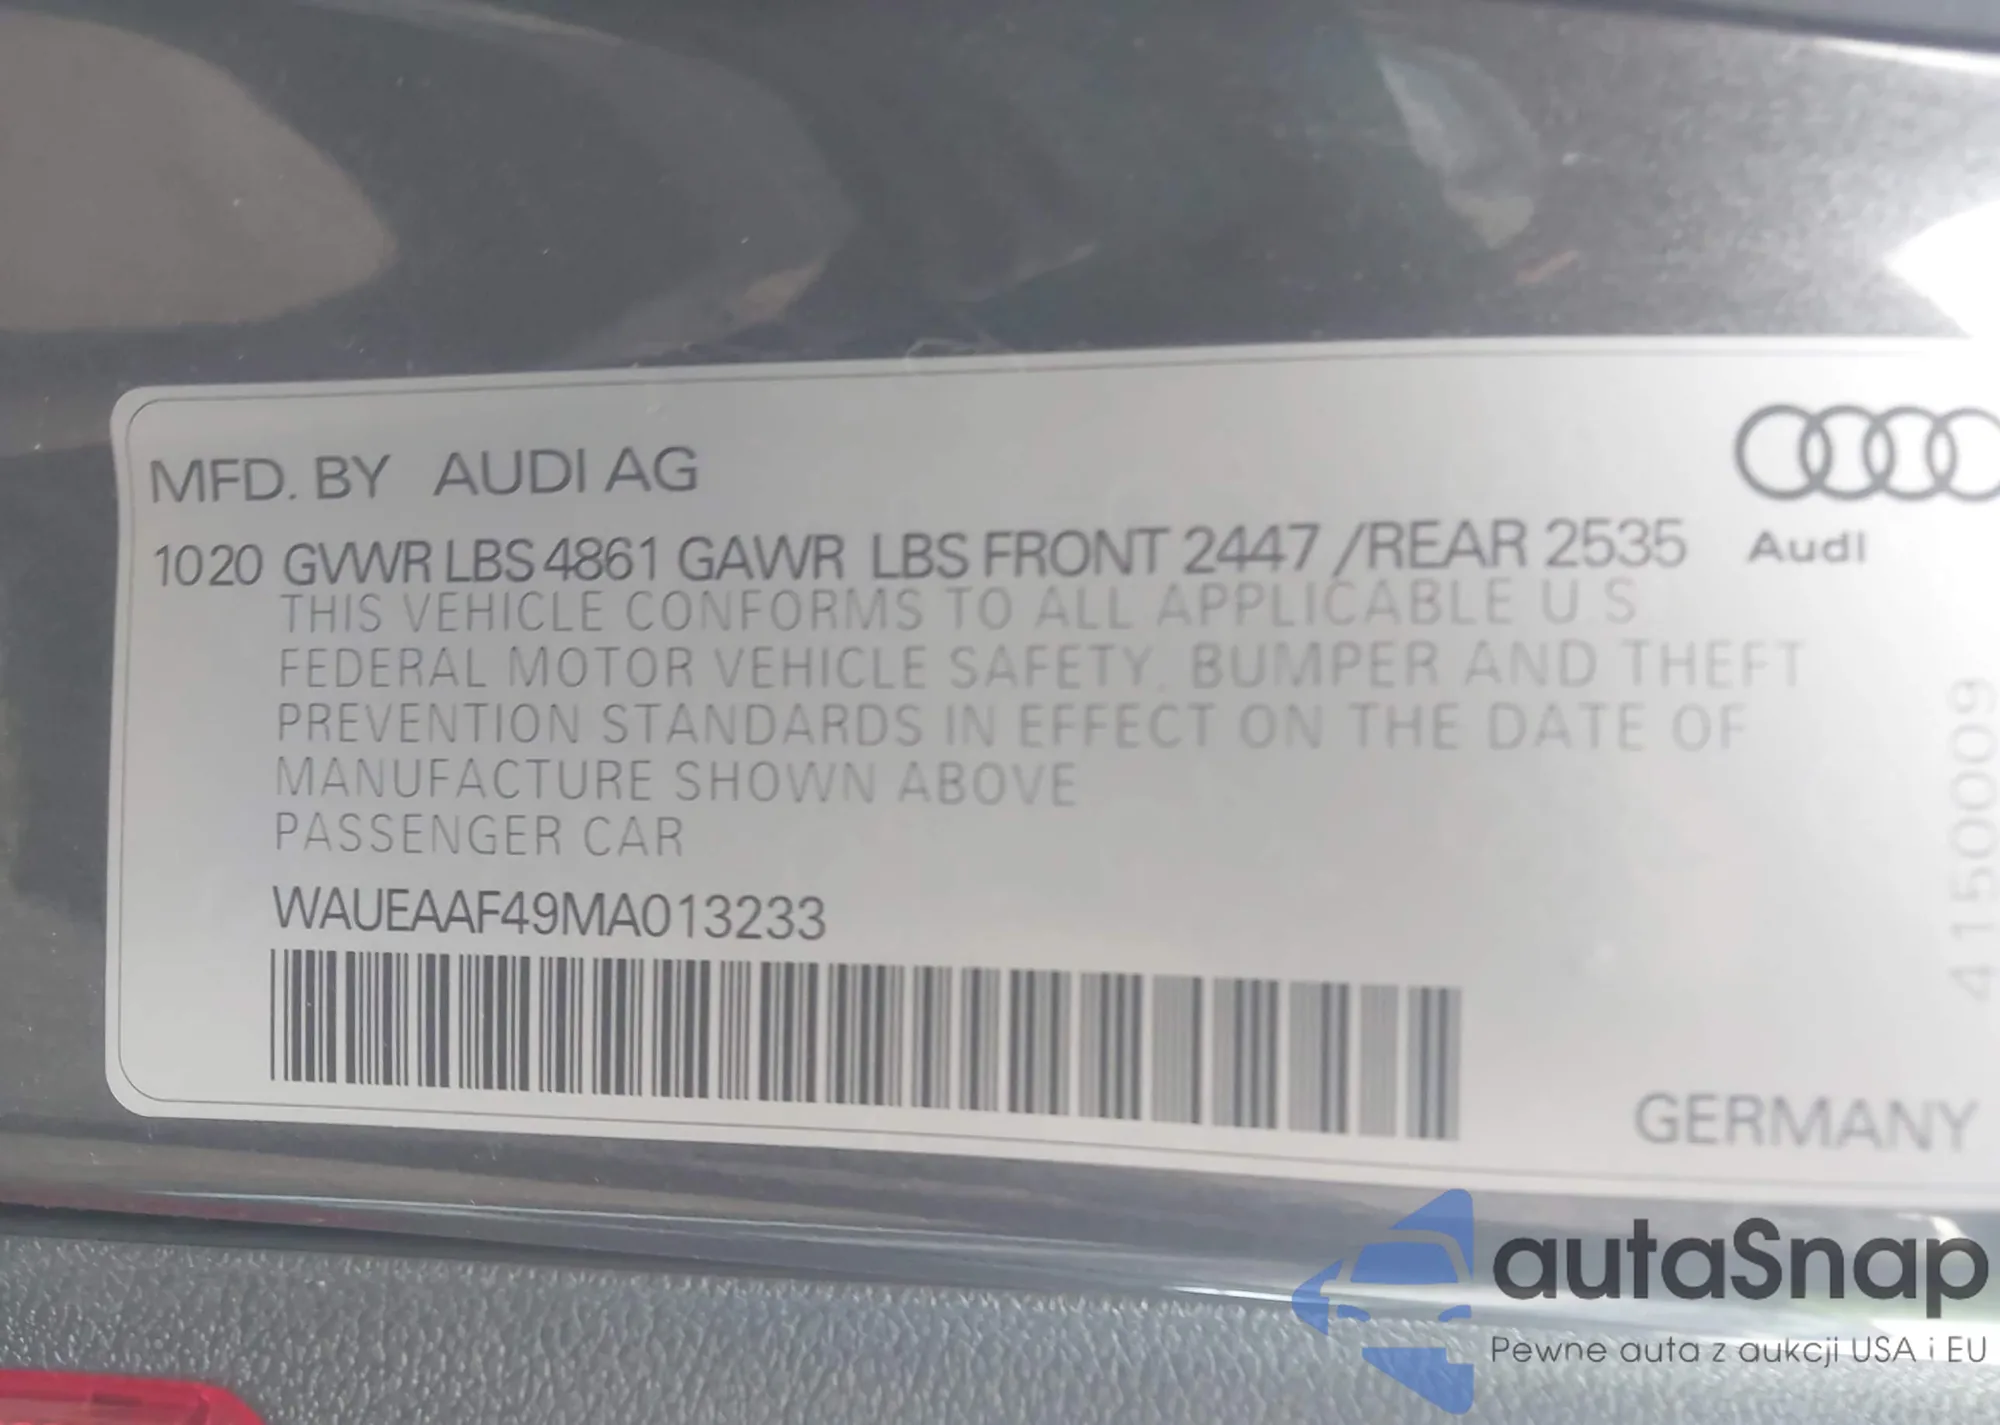 MFD. BY AUDI AG
1020 GVWR LBS 4861 GAWR LBS FRONT 2447 /REAR 2535
Audi
THIS VEHICLE CONFORMS TO ALL APPLICABLE U S
FEDERAL MOTOR VEHICLE SAFETY, BUMPER AND THEFT
PREVENTION STANDARDS IN EFFECT ON THE DATE OF
MANUFACTURE SHOWN ABOVE
PASSENGER CAR
WAUEAAF49MA013233
GERMANY
4150009
autaSnap
Pewne auta z aukcji USA i EU